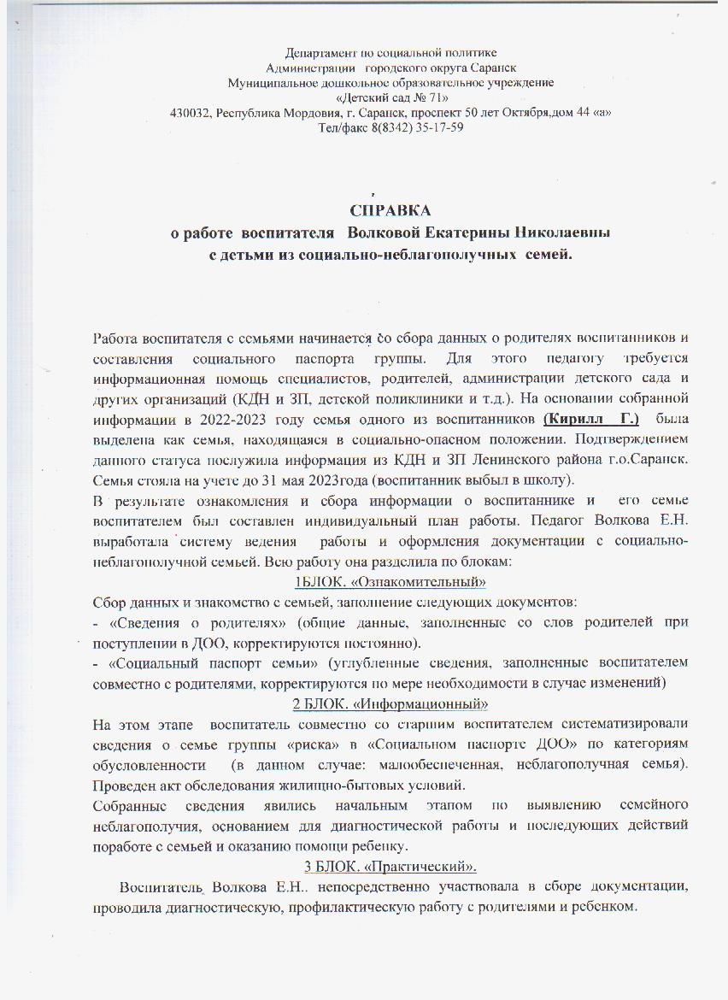 Департамент по социальной политике
Администрации городского округа Саранск
Муниципальное дошкольное образовательное учреждение
«Детский сад № 71»
430032, Республика Мордовия, г. Саранск, проспект 50 лет Октября,дом 44 «а»
Тел/факс 8(8342) 35-17-59
СПРАВКА
о работе воспитателя Волковой Екатерины Николаевны
с детьми из социально-неблагополучных семей.
Работа воспитателя с семьями начинается со сбора данных о родителях воспитанников и
составления социального паспорта группы. Для этого педагогу требуется
информационная помощь специалистов, родителей, администрации детского сада и
других организаций (КДН и ЗП, детской поликлиники и т.д.). На основании собранной
информации в 2022-2023 году семья одного из воспитанников (Кирилл Г.) была
выделена как семья, находящаяся в социально-опасном положении. Подтверждением
данного статуса послужила информация из КДН и ЗП Ленинского района г.о.Саранск.
Семья стояла на учете до 31 мая 2023года (воспитанник выбыл в школу).
В результате ознакомления и сбора информации о воспитаннике и его семье
воспитателем был составлен индивидуальный план работы. Педагог Волкова Е.Н.
выработала систему ведения работы и оформления документации с социально-
неблагополучной семьей. Всю работу она разделила по блокам:
1БЛОК. «Ознакомительный»
Сбор данных и знакомство с семьей, заполнение следующих документов:
- «Сведения о родителях» (общие данные, заполненные со слов родителей при
поступлении в ДОО, корректируются постоянно).
- «Социальный паспорт семьи» (углубленные сведения, заполненные воспитателем
совместно с родителями, корректируются по мере необходимости в случае изменений)
2 БЛОК. «Информационный»
На этом этапе воспитатель совместно со старшим воспитателем систематизировали
сведения о семье группы «риска» в «Социальном паспорте ДОО» по категориям
обусловленности (в данном случае: малообеспеченная, неблагополучная семья).
Проведен акт обследования жилищно-бытовых условий.
Собранные сведения явились начальным этапом по выявлению семейного
неблагополучия, основанием для диагностической работы и последующих действий
поработе с семьей и оказанию помощи ребенку.
3 БЛОК. «Практический».
Воспитатель Волкова Е.Н.. непосредственно участвовала в сборе документации,
проводила диагностическую, профилактическую работу с родителями и ребенком.